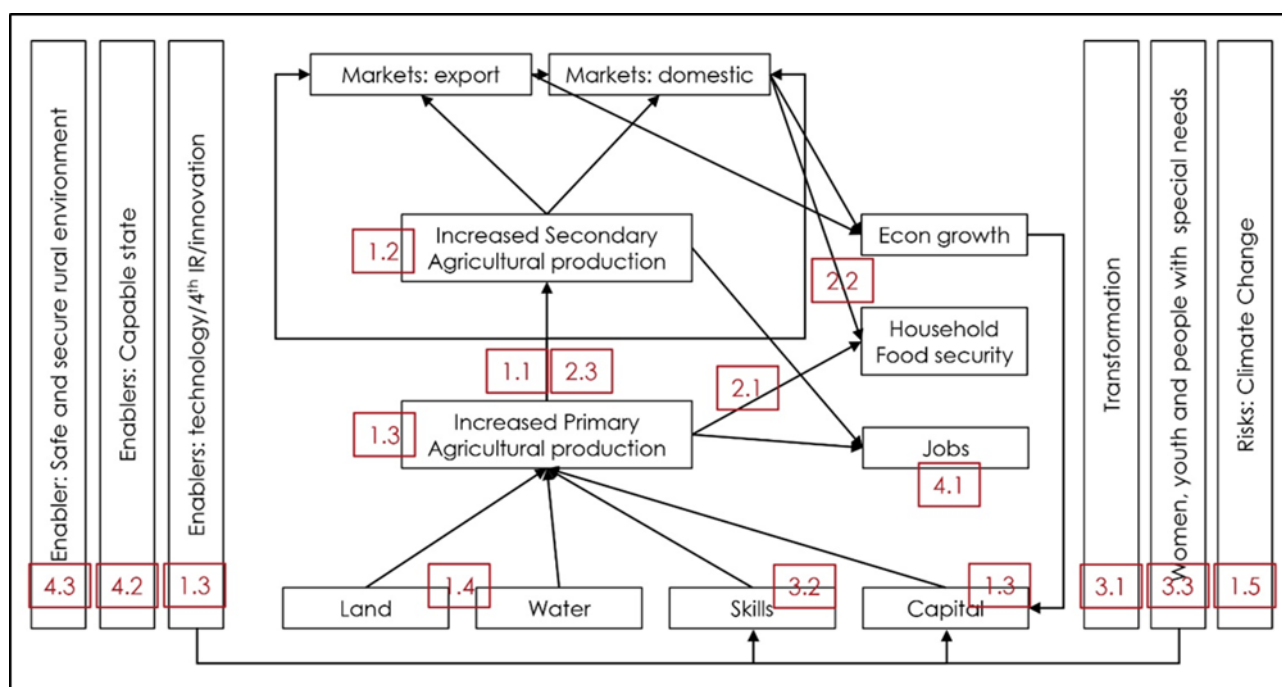 Enabler: Safe and secure rural environment
4.3
Enablers: Capable state
4.2
Enablers: technology/4th IR/innovation
1.3
Markets: export
Markets: domestic
1.2
Increased Secondary
Agricultural production
Econ growth
2.2
Household
Food security
1.1
2.3
2.1
1.3
Increased Primary
Agricultural production
Jobs
4.1
Land
1.4
Water
Skills
3.2
Capital
1.3
Transformation
3.1
Women, youth and people with special needs
3.3
Risks: Climate Change
1.5